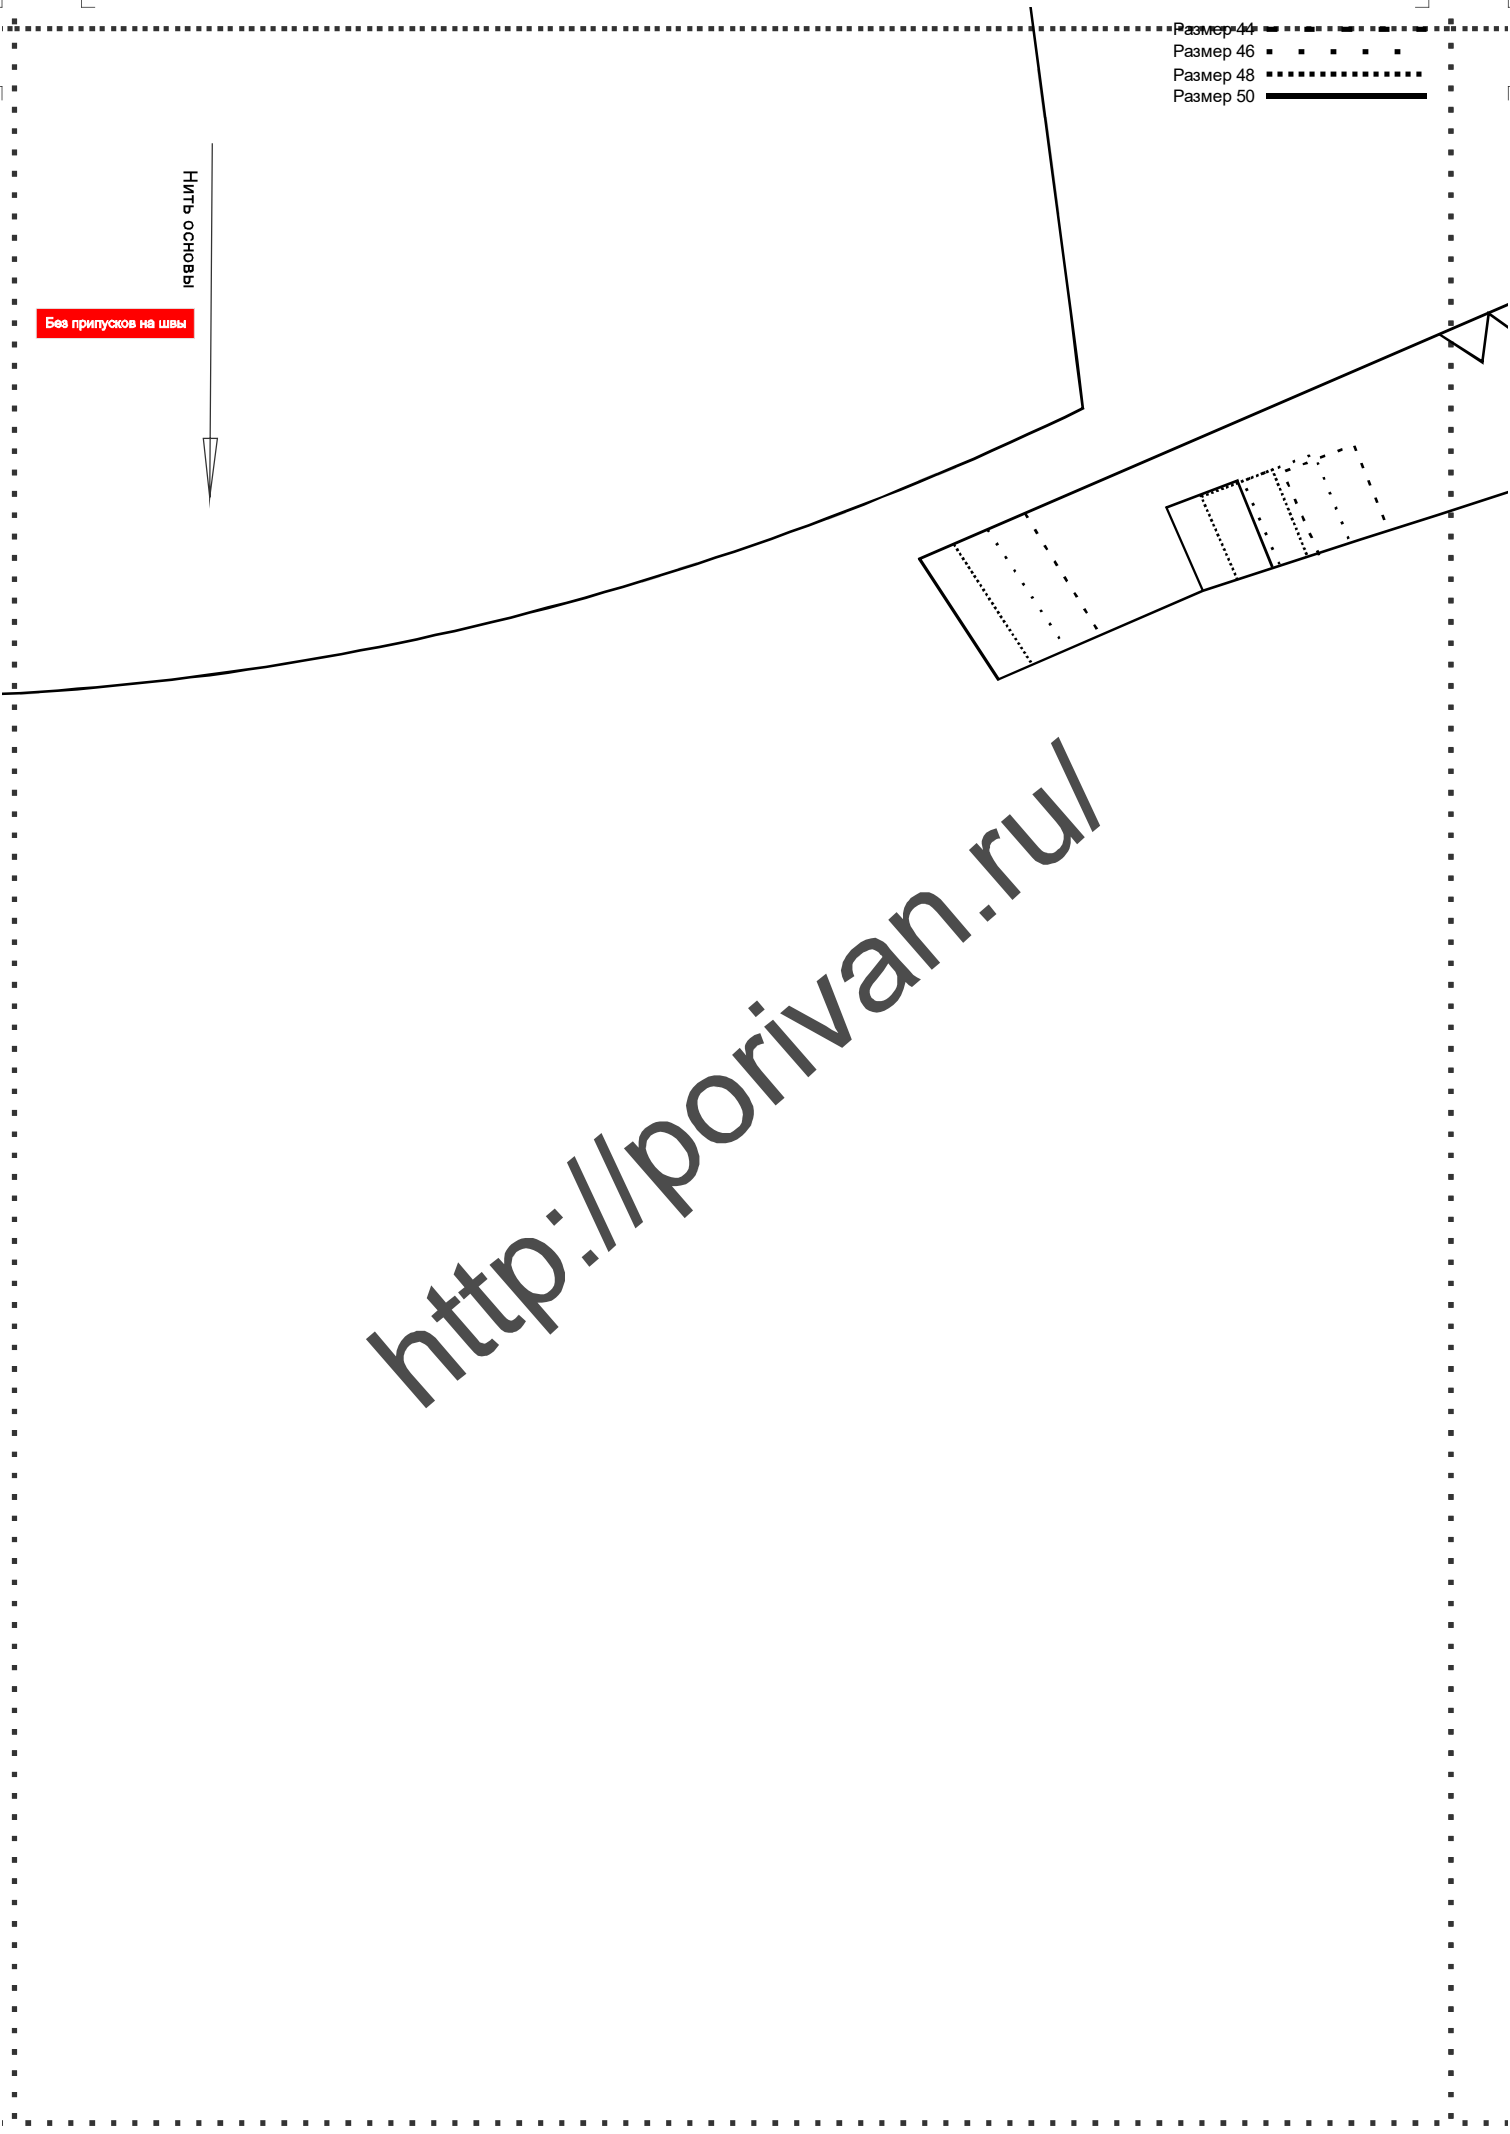 Размер 44
Размер 46
Размер 48
Размер 50
Нить основы
Без припусков на швы
http://porivan.ru/